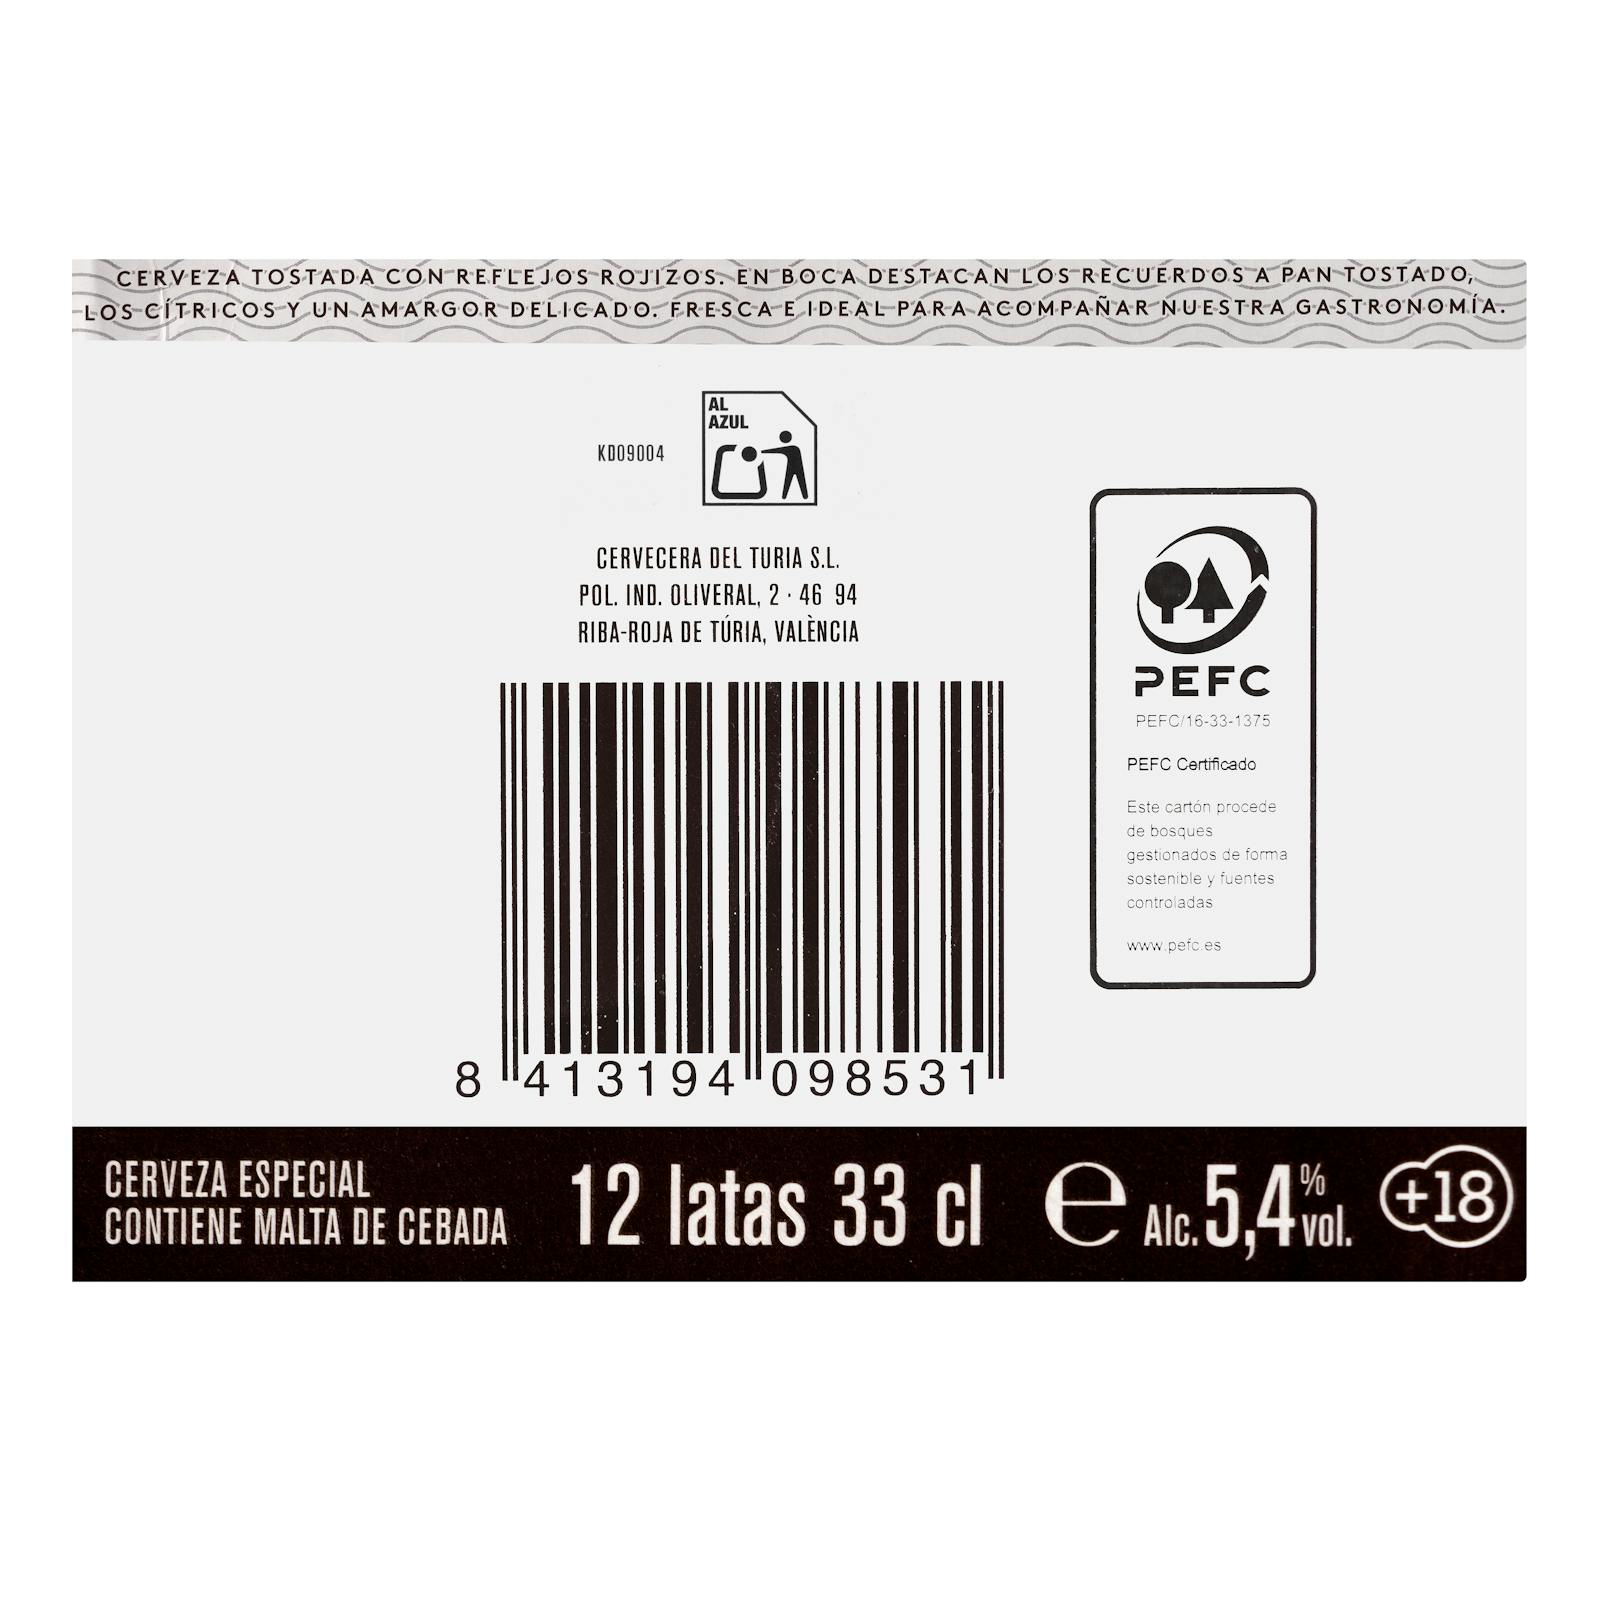 CERVEZA TOSTADA CON REFLEJOS ROJIZOS. EN BOCA DESTACAN LOS RECUERDOS A PAN TOSTADO,
LOS CÍTRICOS Y UN AMARGOR DELICADO. FRESCA E IDEAL PARA ACOMPAÑAR NUESTRA GASTRONOMÍA.
AL
AZUL
KD09004
CERVECERA DEL TURIA S.L.
POL. IND. OLIVERAL, 2 · 46 94
RIBA-ROJA DE TÚRIA, VALÈNCIA
PEFC
PEFC/16-33-1375
PEFC Certificado
Este cartón procede
de bosques
gestionados de forma
sostenible y fuentes
controladas
www.pefc.es
8 413194 098531
CERVEZA ESPECIAL
CONTIENE MALTA DE CEBADA
12 latas 33 cl e Alc. 5,4% vol. +18